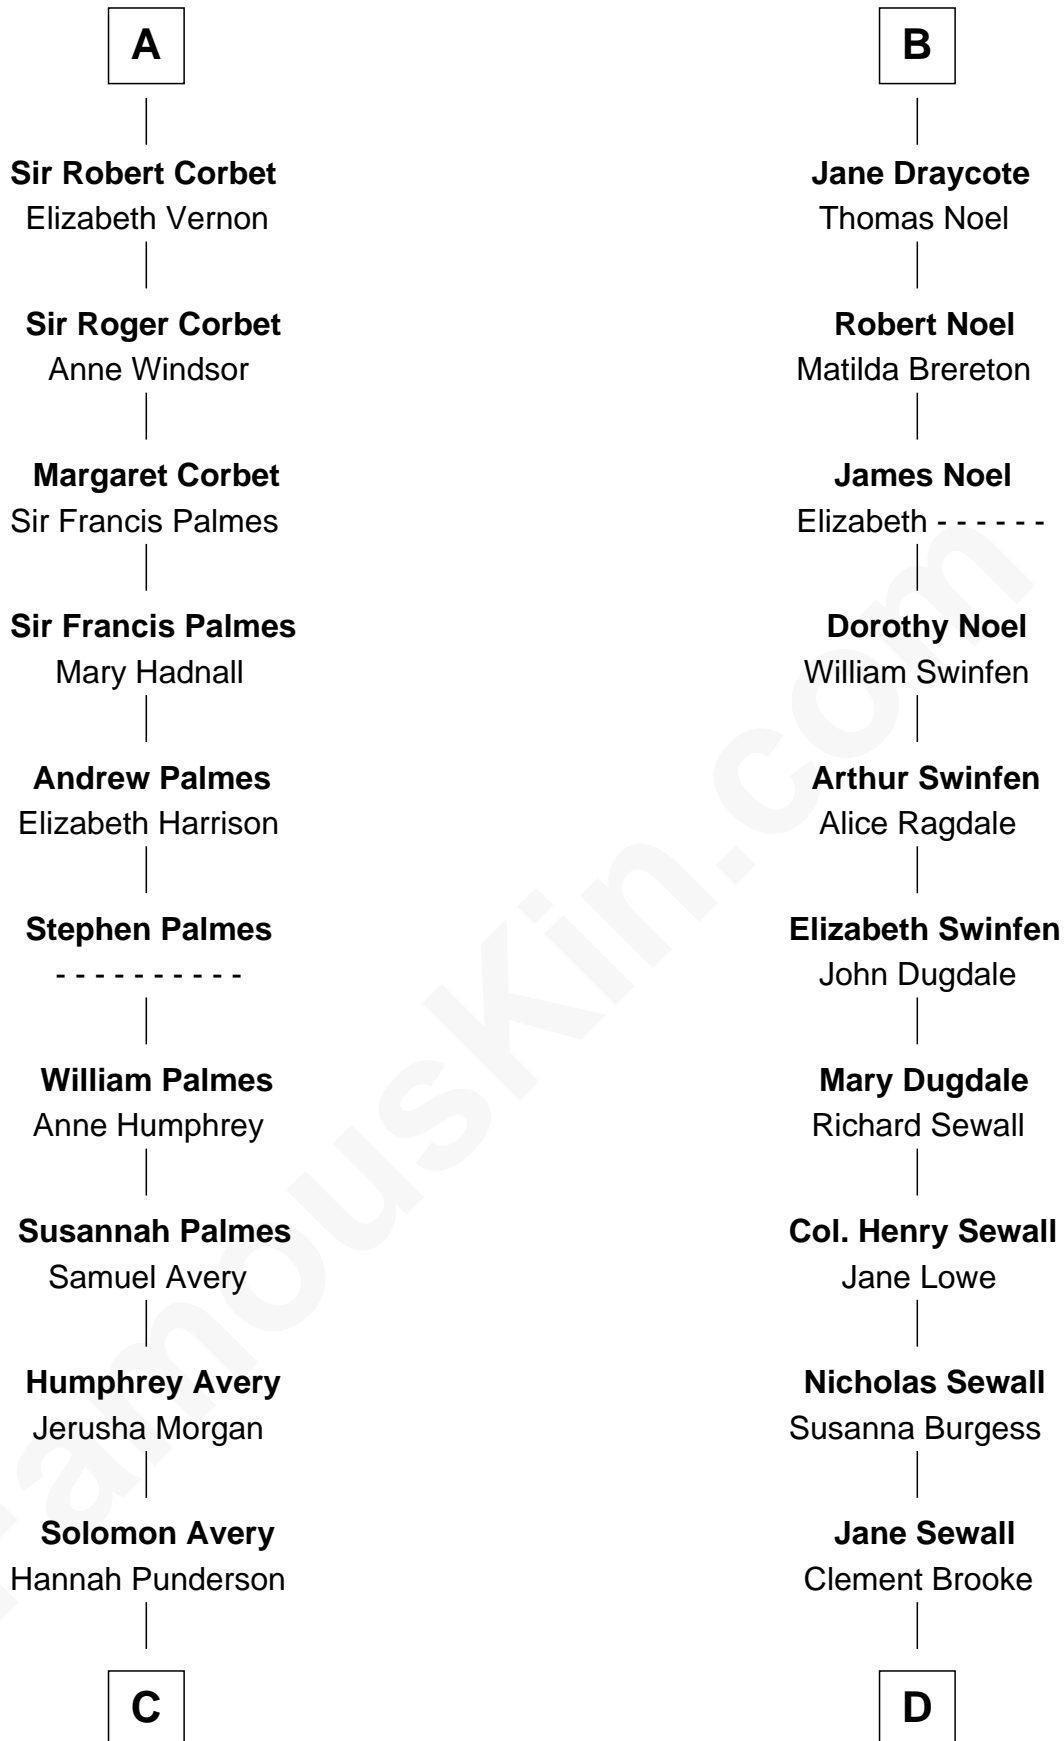 A
Sir Robert Corbet
Elizabeth Vernon
Sir Roger Corbet
Anne Windsor
Margaret Corbet
Sir Francis Palmes
Sir Francis Palmes
Mary Hadnall
Andrew Palmes
Elizabeth Harrison
Stephen Palmes
- - - - - - - - - -
William Palmes
Anne Humphrey
Susannah Palmes
Samuel Avery
Humphrey Avery
Jerusha Morgan
Solomon Avery
Hannah Punderson
C
B
Jane Draycote
Thomas Noel
Robert Noel
Matilda Brereton
James Noel
Elizabeth - - - - - -
Dorothy Noel
William Swinfen
Arthur Swinfen
Alice Ragdale
Elizabeth Swinfen
John Dugdale
Mary Dugdale
Richard Sewall
Col. Henry Sewall
Jane Lowe
Nicholas Sewall
Susanna Burgess
Jane Sewall
Clement Brooke
D
FamousKin.com